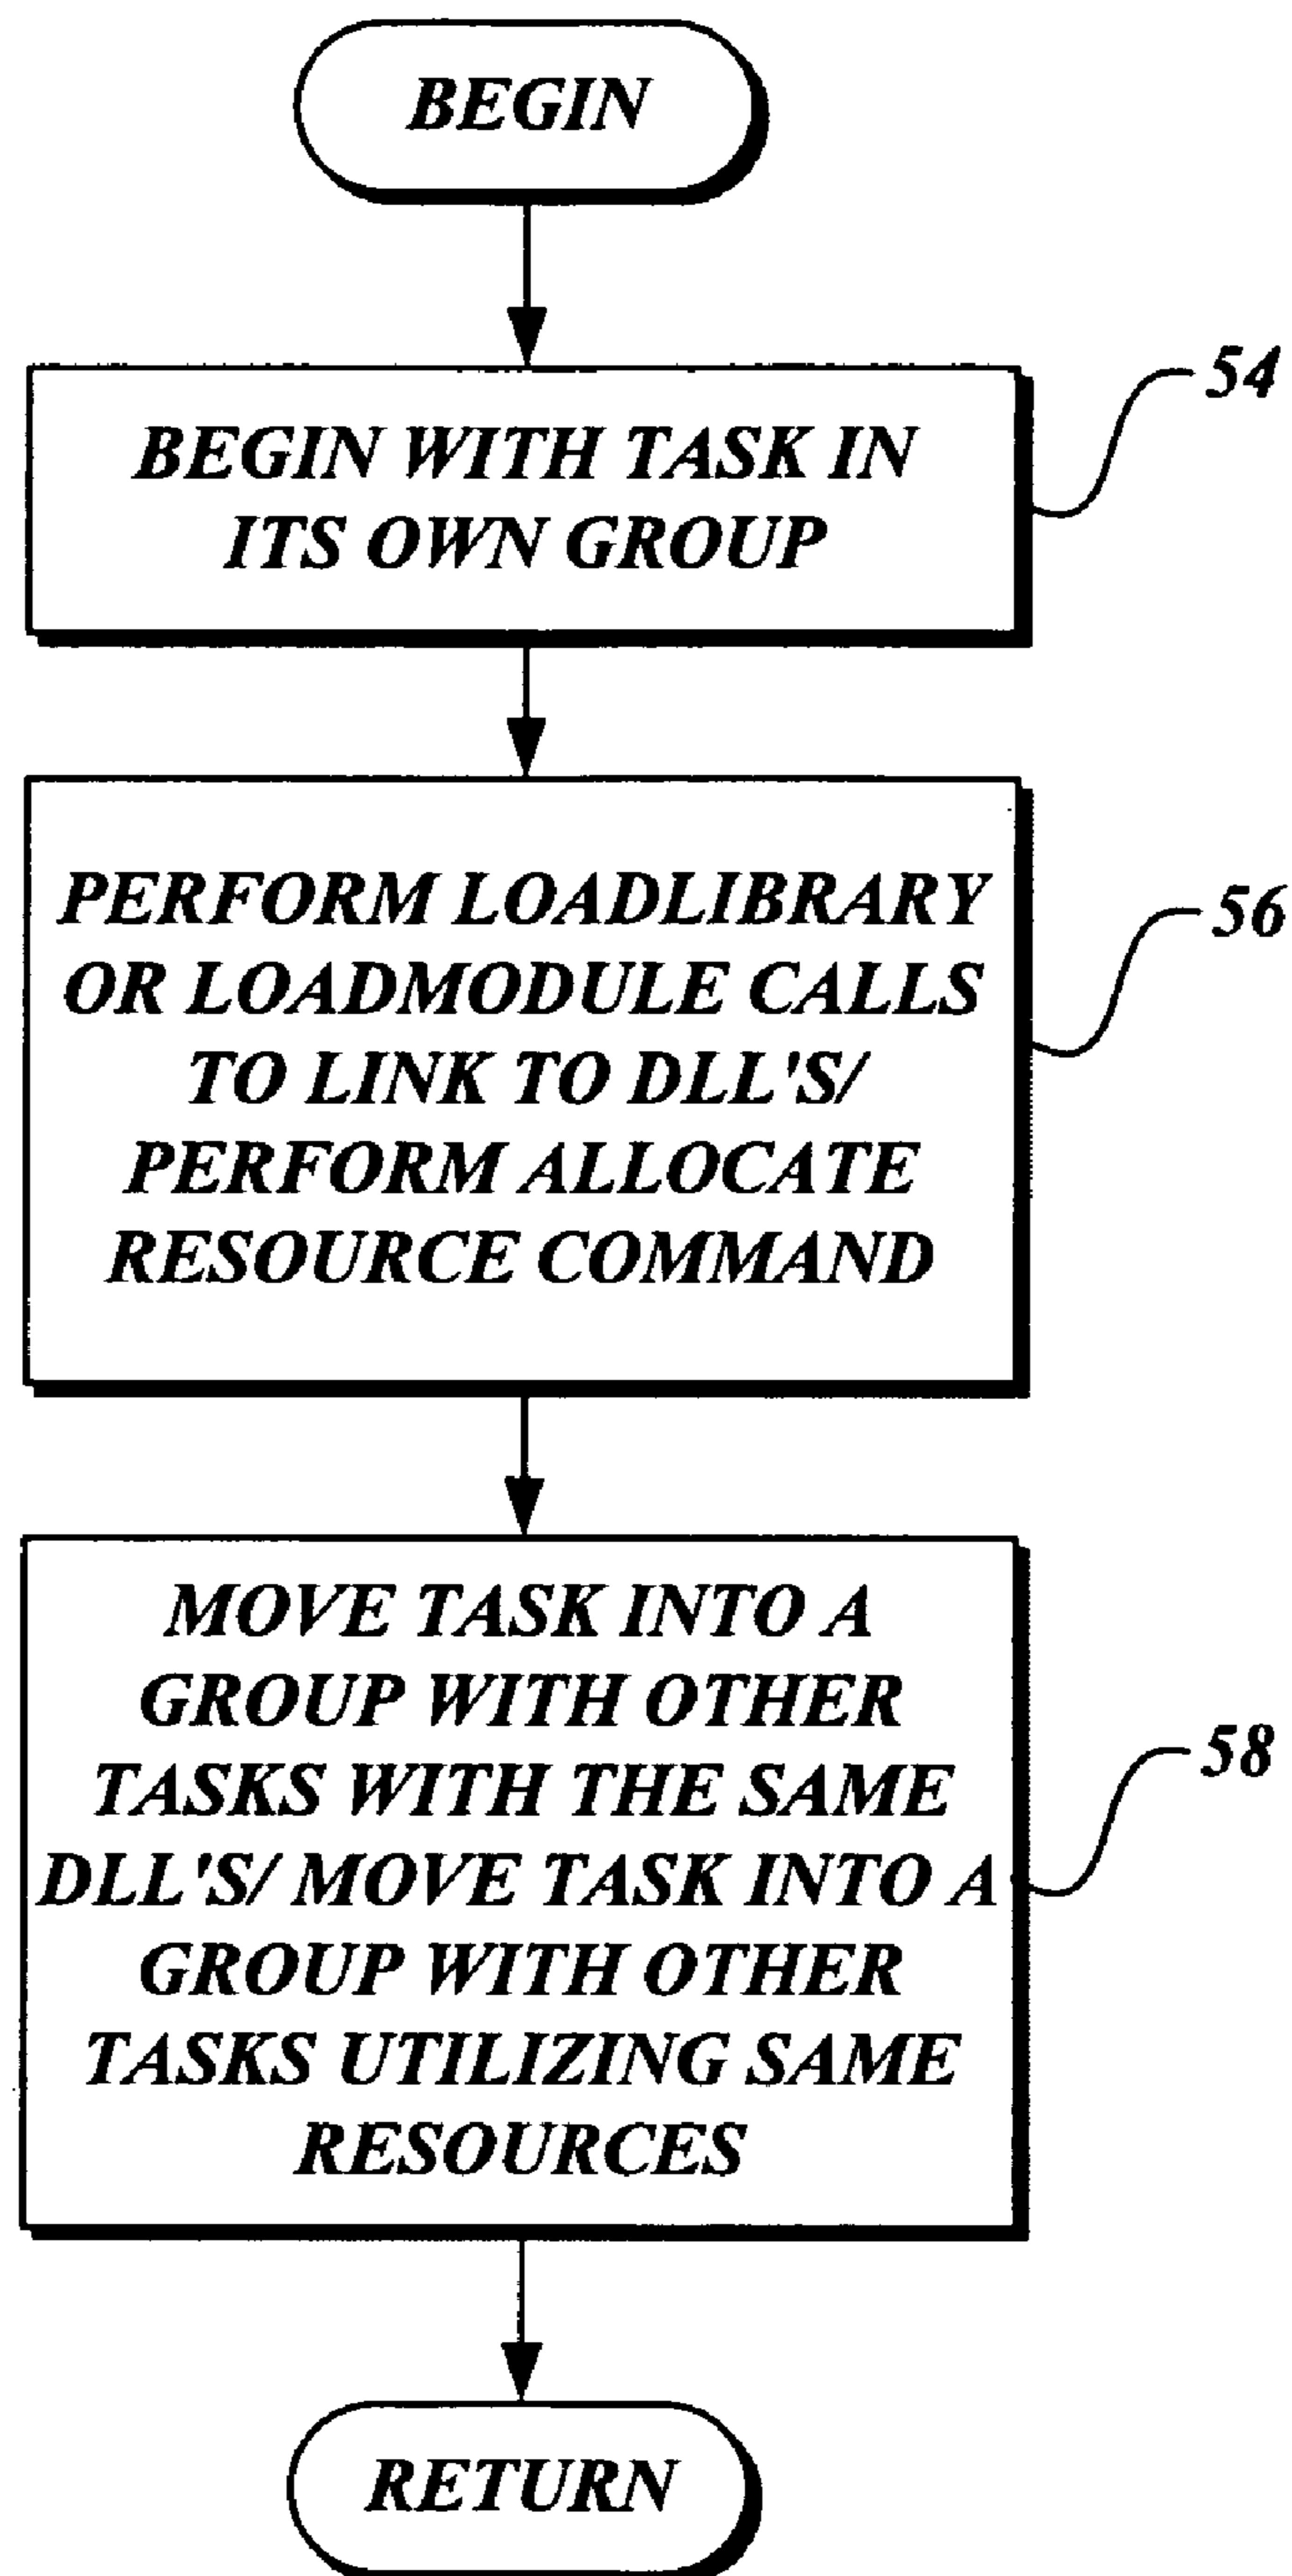 BEGIN
54
BEGIN WITH TASK IN
ITS OWN GROUP
56
PERFORM LOADLIBRARY
OR LOADMODULE CALLS
TO LINK TO DLL'S/
PERFORM ALLOCATE
RESOURCE COMMAND
58
MOVE TASK INTO A
GROUP WITH OTHER
TASKS WITH THE SAME
DLL'S/ MOVE TASK INTO A
GROUP WITH OTHER
TASKS UTILIZING SAME
RESOURCES
RETURN